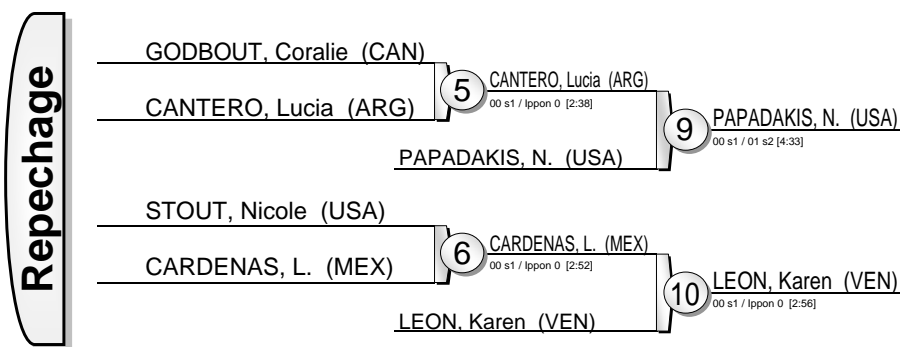 Repechage
GODBOUT, Coralie (CAN)
CANTERO, Lucia (ARG)
5
CANTERO, Lucia (ARG)
00 s1 / Ippon 0 [2:38]
PAPADAKIS, N. (USA)
9
PAPADAKIS, N. (USA)
00 s1 / 01 s2 [4:33]
STOUT, Nicole (USA)
CARDENAS, L. (MEX)
6
CARDENAS, L. (MEX)
00 s1 / Ippon 0 [2:52]
LEON, Karen (VEN)
10
LEON, Karen (VEN)
00 s1 / Ippon 0 [2:56]